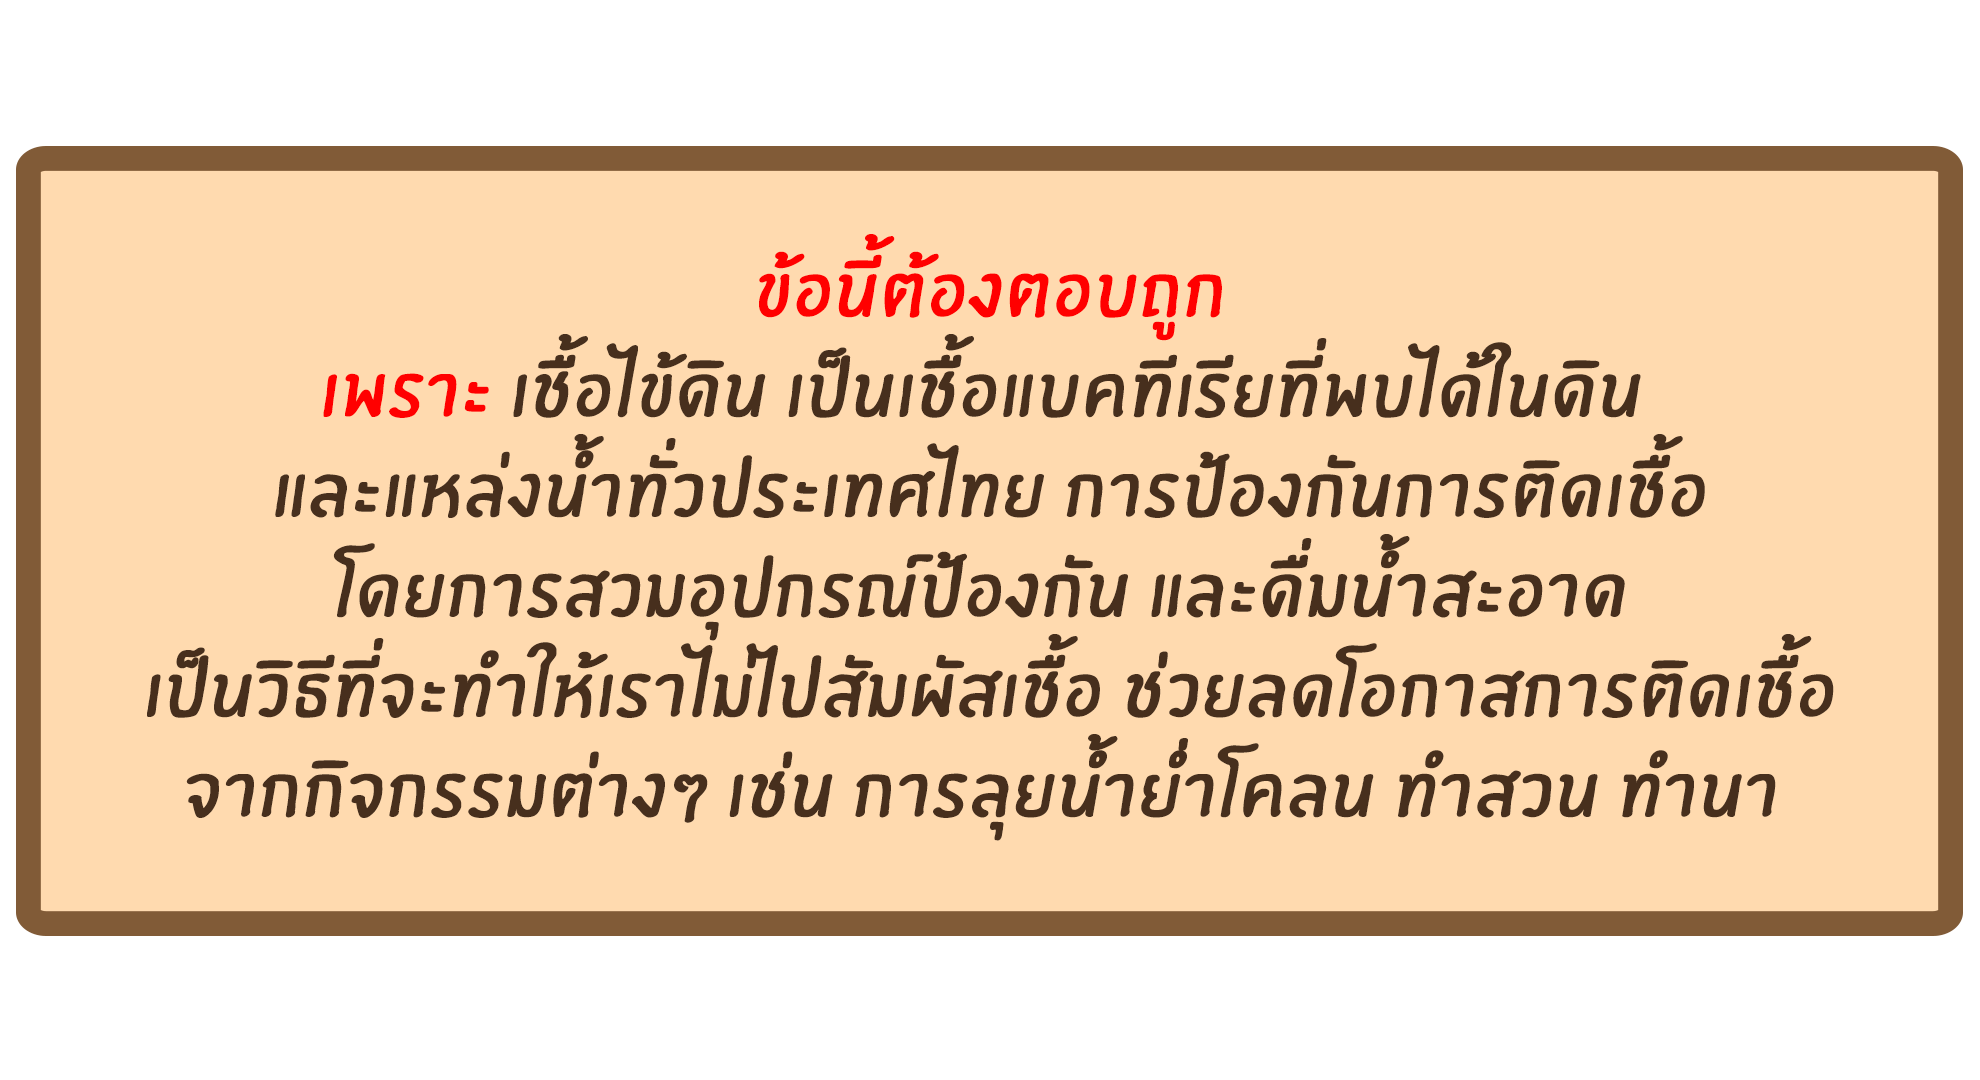 ข้อนี้ต้องตอบถูก
เพราะ เชื้อไข้ดิน เป็นเชื้อแบคทีเรียที่พบได้ในดิน
และแหล่งน้ำทั่วประเทศไทย การป้องกันการติดเชื้อ
โดยการสวมอุปกรณ์ป้องกัน และดื่มน้ำสะอาด
เป็นวิธีที่จะทำให้เราไม่ไปสัมผัสเชื้อ ช่วยลดโอกาสการติดเชื้อ
จากกิจกรรมต่างๆ เช่น การลุยน้ำย่ำโคลน ทำสวน ทำนา